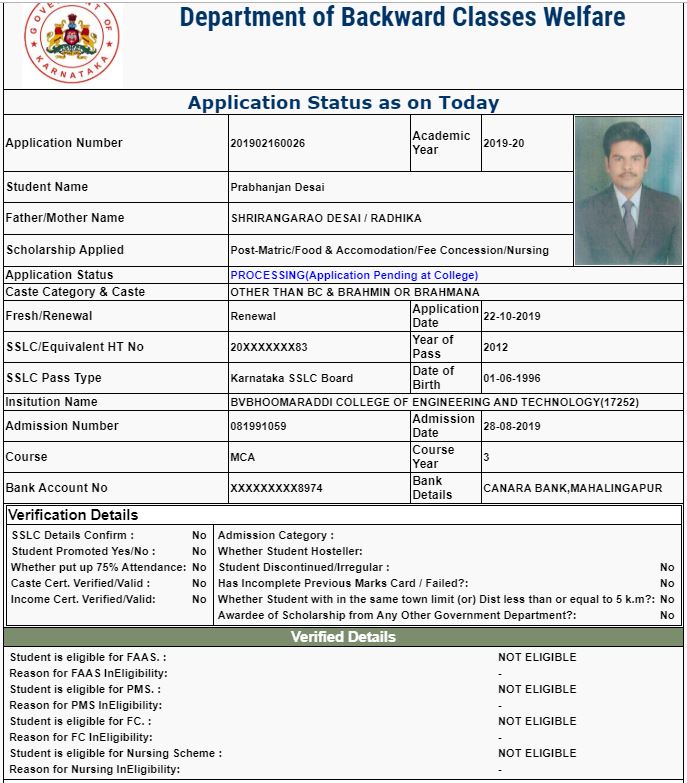 GOVERNMENT OF
KARNATAKA
Department of Backward Classes Welfare
Application Status as on Today
Application Number 201902160026 Academic Year 2019-20
Student Name Prabhanjan Desai
Father/Mother Name SHRIRANGARAO DESAI / RADHIKA
Scholarship Applied Post-Matric/Food & Accomodation/Fee Concession/Nursing
Application Status PROCESSING(Application Pending at College)
Caste Category & Caste OTHER THAN BC & BRAHMIN OR BRAHMANA
Fresh/Renewal Renewal Application Date 22-10-2019
SSLC/Equivalent HT No 20XXXXXXX83 Year of Pass 2012
SSLC Pass Type Karnataka SSLC Board Date of Birth 01-06-1996
Insitution Name BVBHOOMARADDI COLLEGE OF ENGINEERING AND TECHNOLOGY(17252)
Admission Number 081991059 Admission Date 28-08-2019
Course MCA Course Year 3
Bank Account No XXXXXXXXX8974 Bank Details CANARA BANK,MAHALINGAPUR
Verification Details
SSLC Details Confirm : No Admission Category :
Student Promoted Yes/No : No Whether Student Hosteller:
Whether put up 75% Attendance: No Student Discontinued/Irregular : No
Caste Cert. Verified/Valid : No Has Incomplete Previous Marks Card / Failed?: No
Income Cert. Verified/Valid: No Whether Student with in the same town limit (or) Dist less than or equal to 5 k.m?: No
Awardee of Scholarship from Any Other Government Department?: No
Verified Details
Student is eligible for FAAS. : NOT ELIGIBLE
Reason for FAAS InEligibility: -
Student is eligible for PMS. : NOT ELIGIBLE
Reason for PMS InEligibility: -
Student is eligible for FC. : NOT ELIGIBLE
Reason for FC InEligibility: -
Student is eligible for Nursing Scheme : NOT ELIGIBLE
Reason for Nursing InEligibility: -